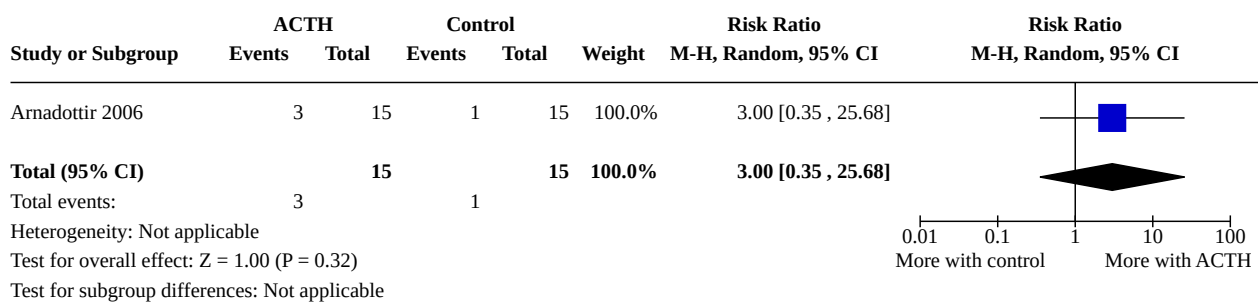 ACTH Control Risk Ratio Risk Ratio
Study or Subgroup Events Total Events Total Weight M-H, Random, 95% CI M-H, Random, 95% CI
Arnadottir 2006 3 15 1 15 100.0% 3.00 [0.35 , 25.68]
Total (95% CI) 15 15 100.0% 3.00 [0.35 , 25.68]
Total events: 3 1
Heterogeneity: Not applicable
0.01 0.1 1 10 100
Test for overall effect: Z = 1.00 (P = 0.32)
More with control More with ACTH
Test for subgroup differences: Not applicable